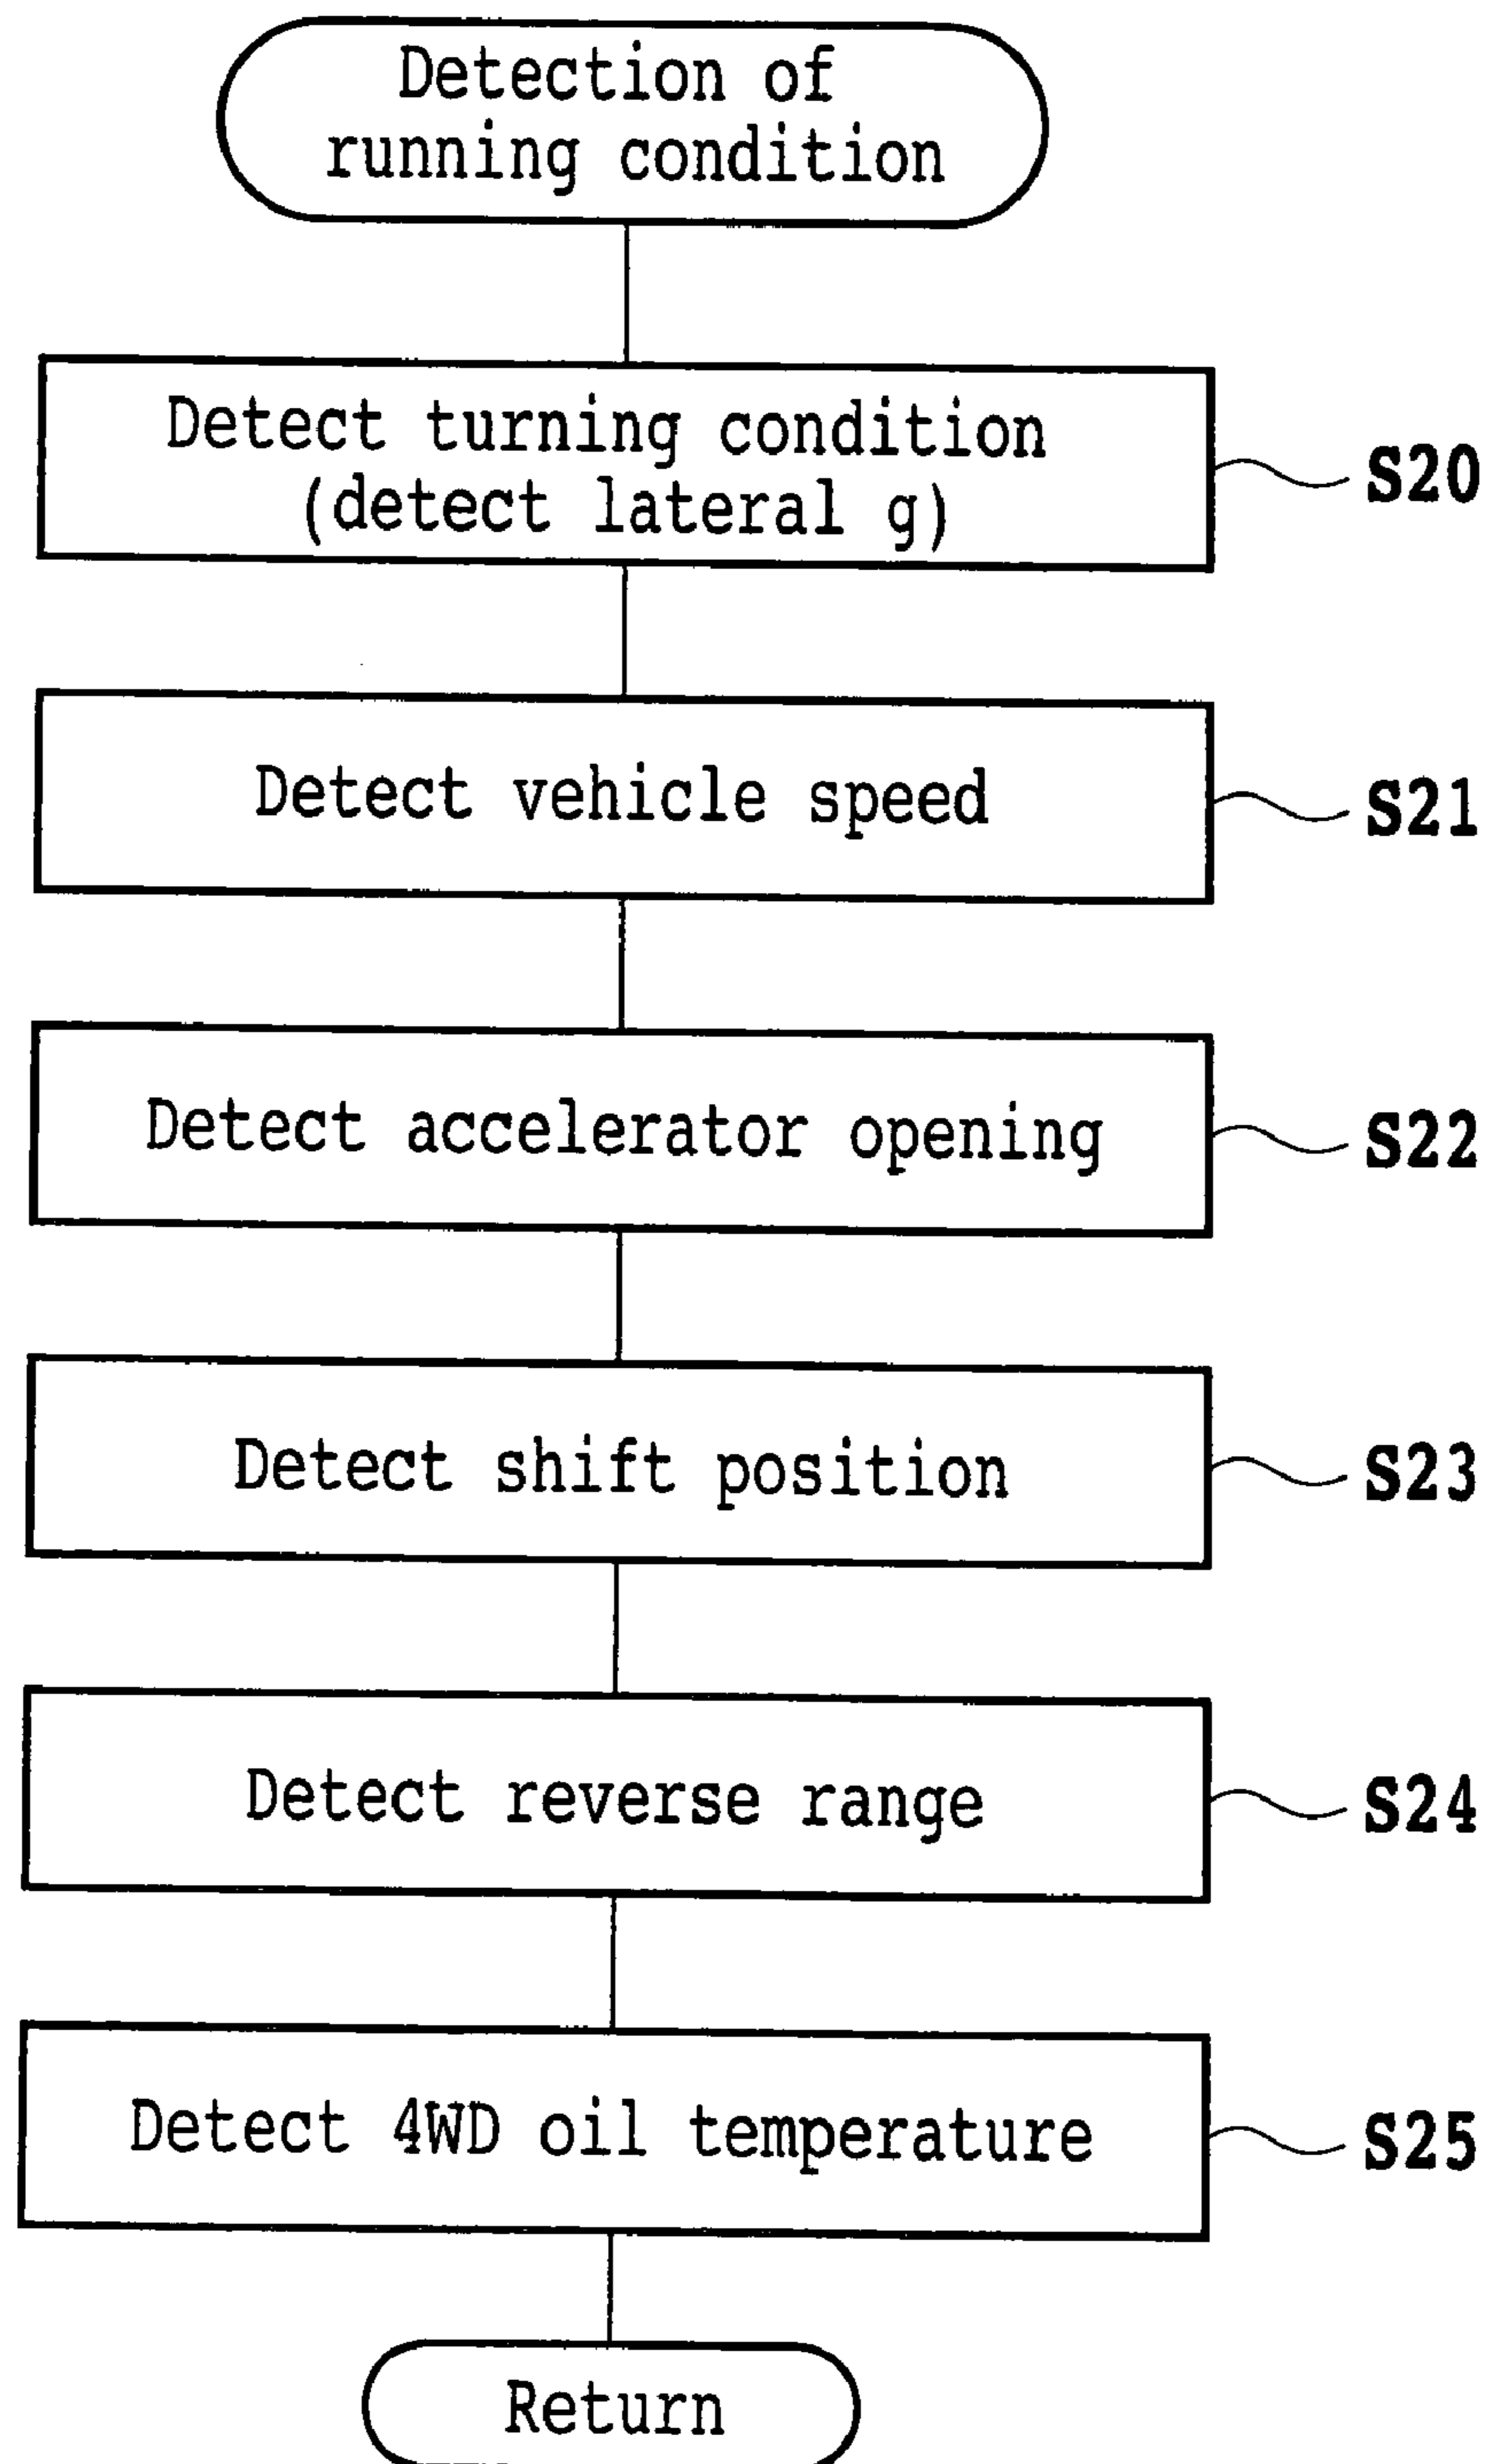 Detection of
running condition
Detect turning condition
(detect lateral g)
S20
Detect vehicle speed
S21
Detect accelerator opening
S22
Detect shift position
S23
Detect reverse range
S24
Detect 4WD oil temperature
S25
Return